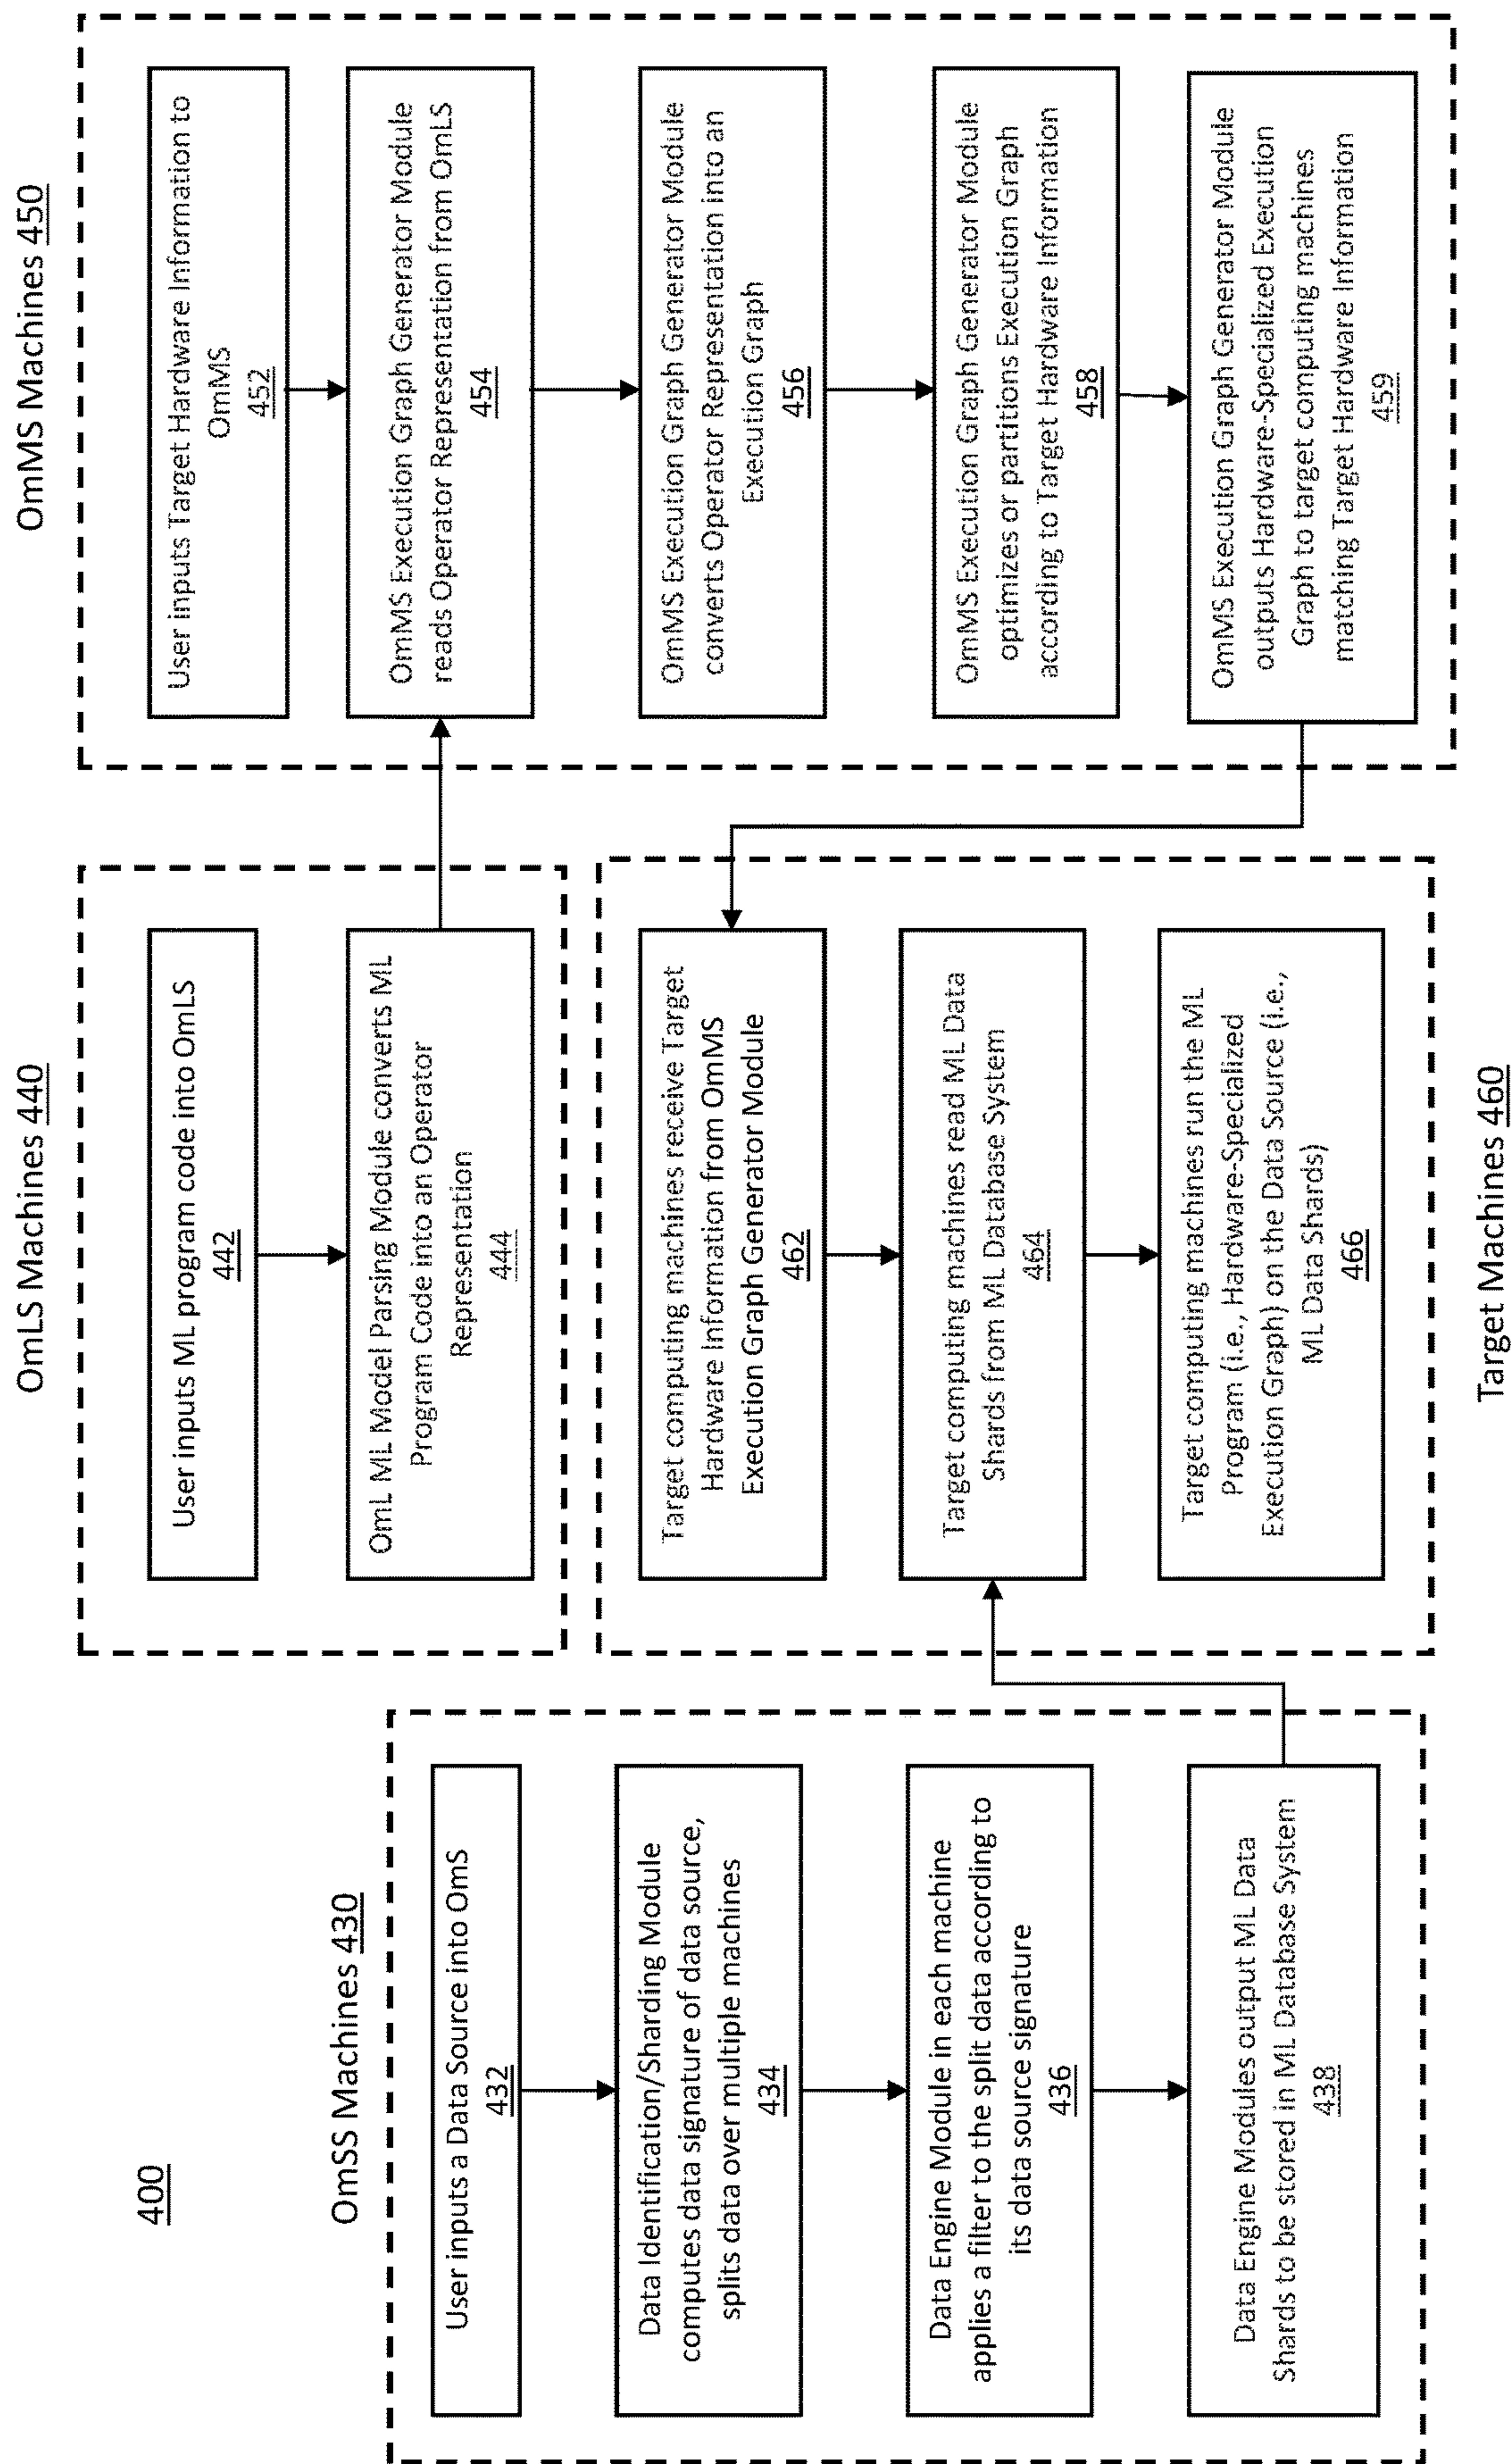 400
OmSS Machines 430
User inputs a Data Source into OmS
432
Data Identification/Sharding Module
computes data signature of data source,
splits data over multiple machines
434
Data Engine Module in each machine
applies a filter to the split data according to
its data source signature
436
Data Engine Modules output ML Data
Shards to be stored in ML Database System
438
OmLS Machines 440
User inputs ML program code into OmLS
442
OmL ML Model Parsing Module converts ML
Program Code into an Operator
Representation
444
Target computing machines receive Target
Hardware Information from OmMS
Execution Graph Generator Module
462
Target computing machines read ML Data
Shards from ML Database System
464
Target computing machines run the ML
Program (i.e., Hardware-Specialized
Execution Graph) on the Data Source (i.e.,
ML Data Shards)
466
Target Machines 460
OmMS Machines 450
User inputs Target Hardware Information to
OmMS
452
OmMS Execution Graph Generator Module
reads Operator Representation from OmLS
454
OmMS Execution Graph Generator Module
converts Operator Representation into an
Execution Graph
456
OmMS Execution Graph Generator Module
optimizes or partitions Execution Graph
according to Target Hardware Information
458
OmMS Execution Graph Generator Module
outputs Hardware-Specialized Execution
Graph to target computing machines
matching Target Hardware Information
459